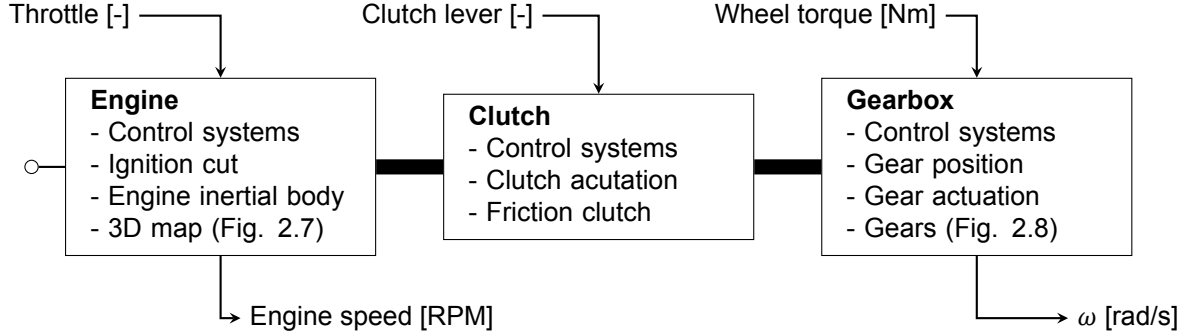 Throttle [-]
Clutch lever [-]
Wheel torque [Nm]
Engine
- Control systems
- Ignition cut
- Engine inertial body
- 3D map (Fig. 2.7)
Clutch
- Control systems
- Clutch acutation
- Friction clutch
Gearbox
- Control systems
- Gear position
- Gear actuation
- Gears (Fig. 2.8)
Engine speed [RPM]
ω [rad/s]